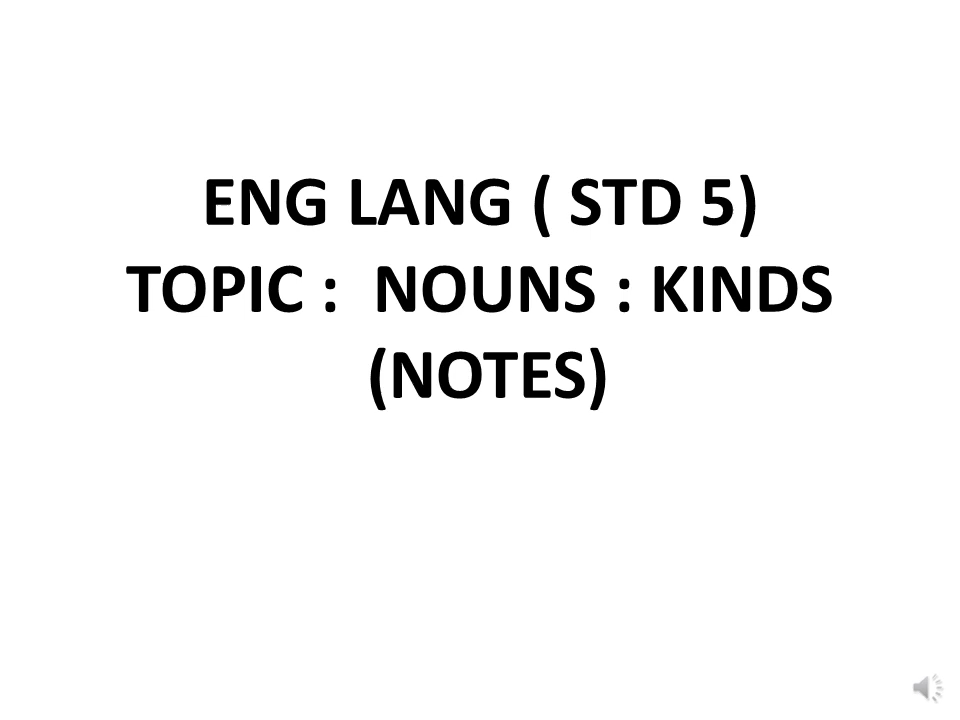 ENG LANG ( STD 5)
TOPIC :  NOUNS : KINDS
(NOTES)